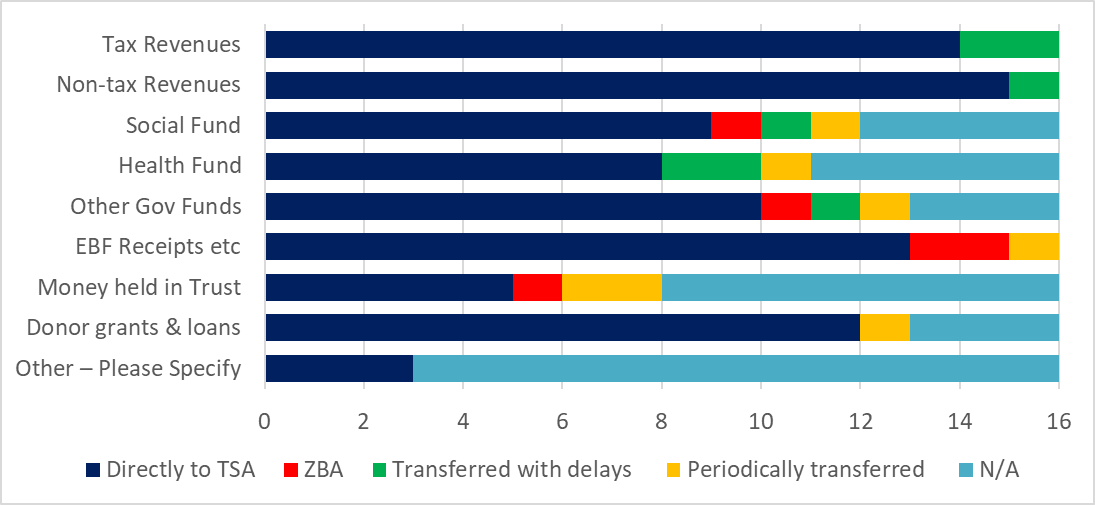 Tax Revenues
Non-tax Revenues
Social Fund
Health Fund
Other Gov Funds
EBF Receipts etc
Money held in Trust
Donor grants & loans
Other – Please Specify
0 2 4 6 8 10 12 14 16
Directly to TSA ZBA Transferred with delays Periodically transferred N/A